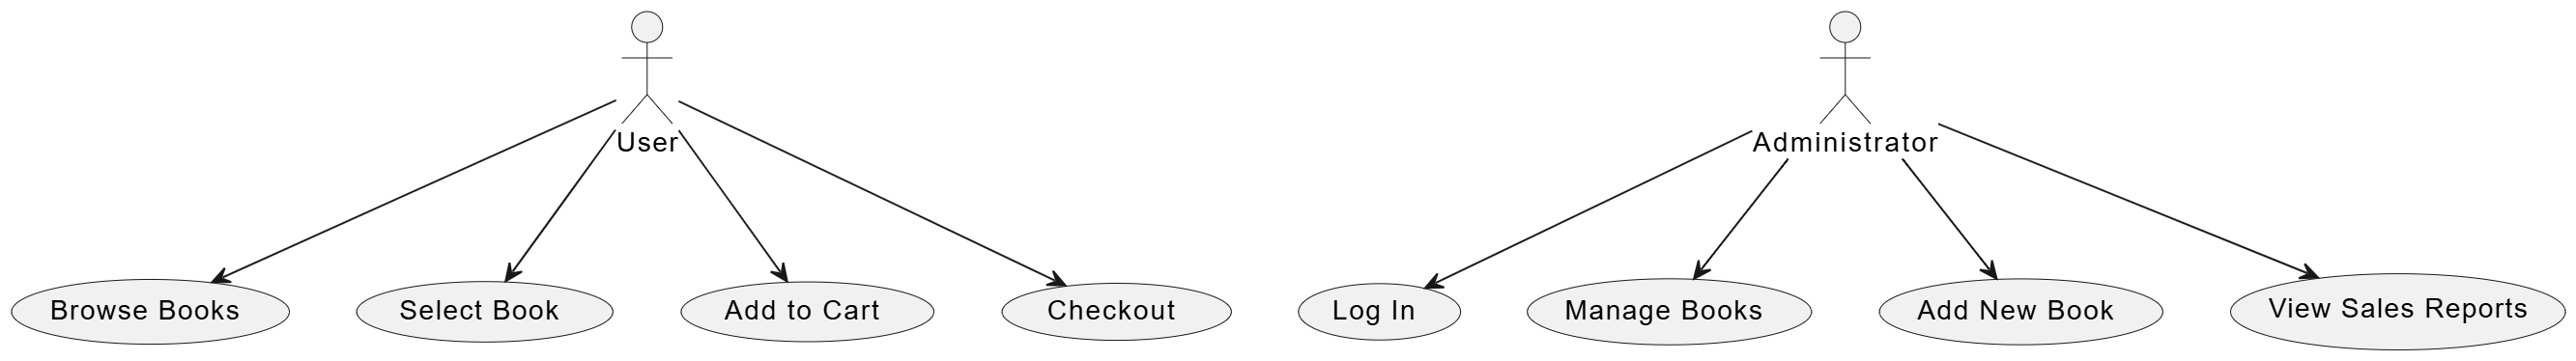 User
Administrator
Browse Books
Select Book
Add to Cart
Checkout
Log In
Manage Books
Add New Book
View Sales Reports